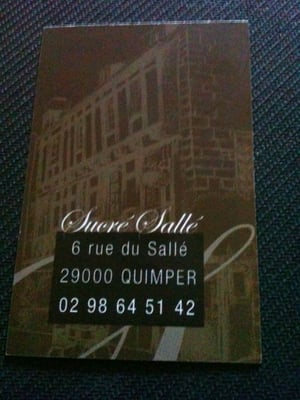 Sucré Sallé
6 rue du Sallé
29000 QUIMPER
02 98 64 51 42